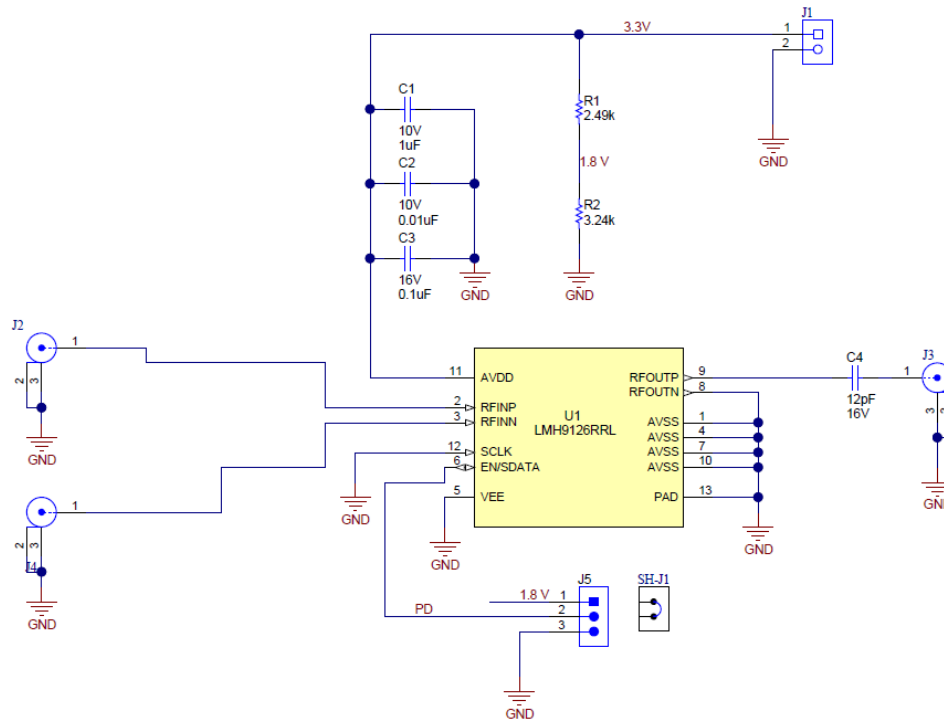 J1
3.3V
1
2
GND
C1
10V
1uF
C2
10V
0.01uF
C3
16V
0.1uF
GND
R1
2.49k
1.8 V
R2
3.24k
GND
J2
1
2
3
GND
1
2
3
J4
GND
11
AVDD
2
RFINP
3
RFINN
12
SCLK
6
EN/SDATA
5
VEE
U1
LMH9126RRL
RFOUTP
9
RFOUTN
8
AVSS
1
AVSS
4
AVSS
7
AVSS
10
PAD
13
GND
GND
GND
C4
12pF
16V
J3
1
2
3
GND
J5
1.8 V
1
PD
2
3
GND
SH-J1